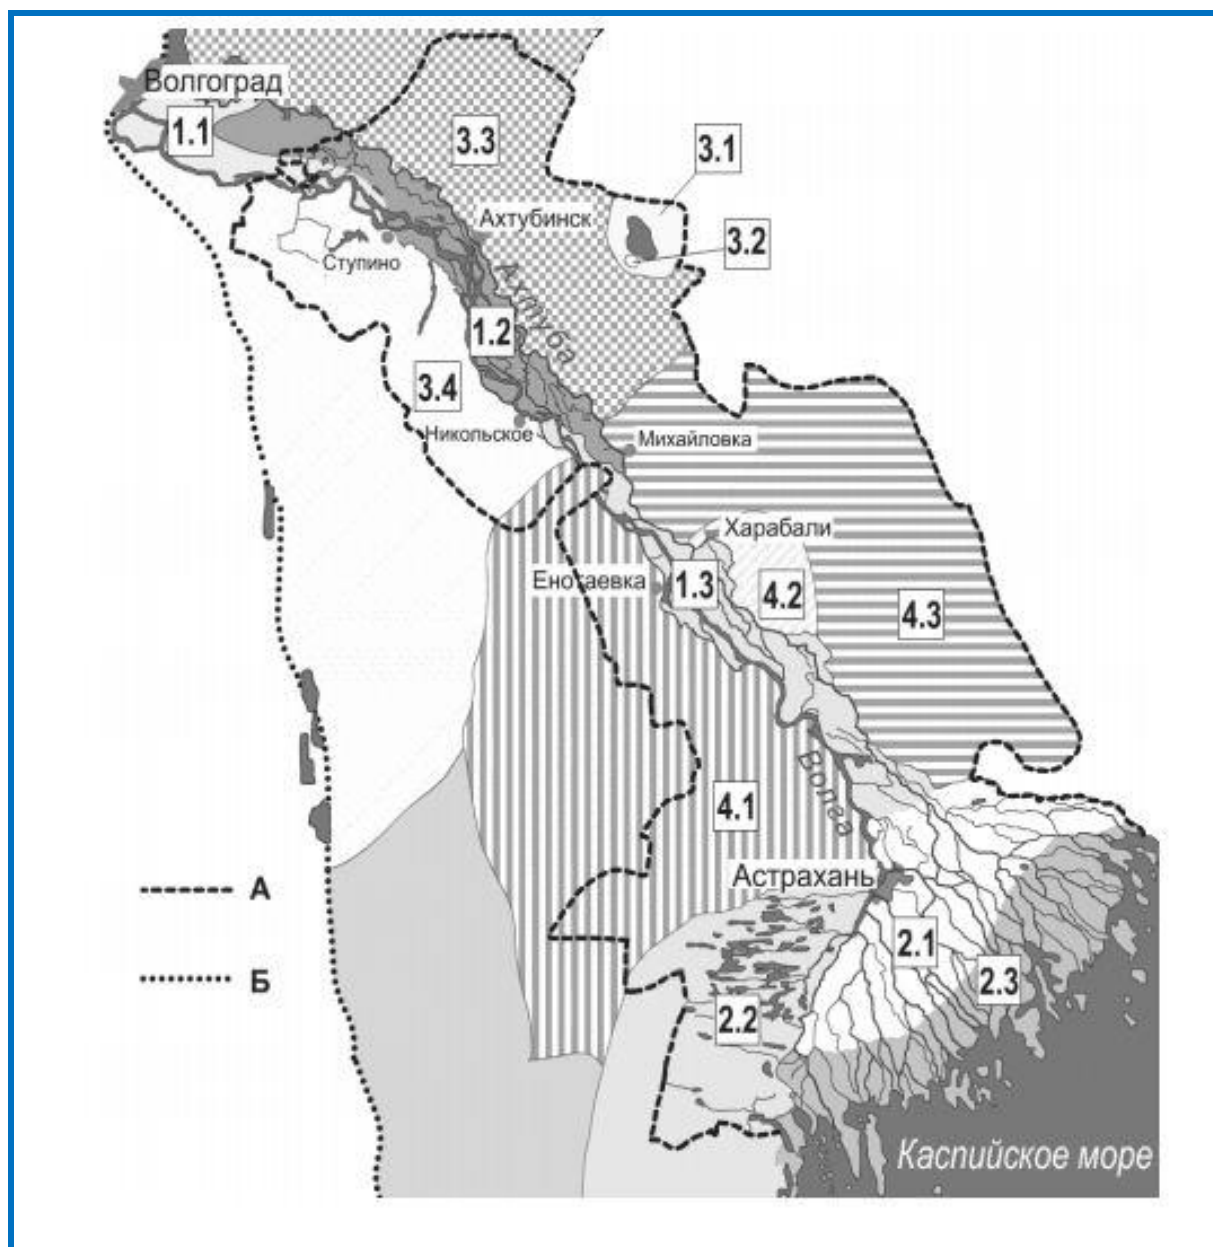 Волгоград
1.1
3.3
3.1
Ахтубинск
3.2
Ступино
Ахтуба
1.2
3.4
Никольское
Михайловка
Харабали
Енотаевка
1.3
4.2
4.3
Волга
4.1
Астрахань
А
2.1
Б
2.3
2.2
Каспийское море